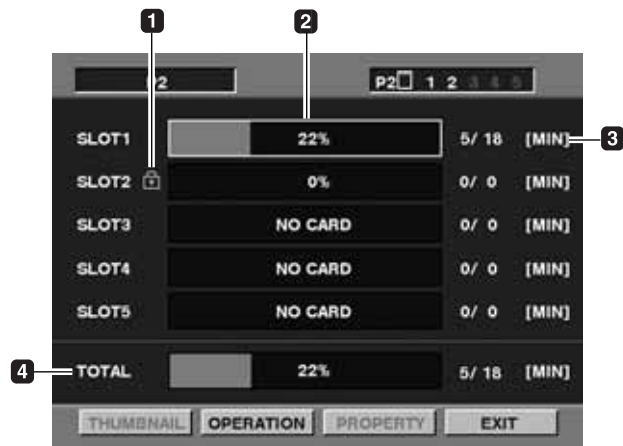 1
2
P2
P2 1 2 3 4 5
SLOT1 22% 5/ 18 [MIN] 3
SLOT2 0% 0/ 0 [MIN]
SLOT3 NO CARD 0/ 0 [MIN]
SLOT4 NO CARD 0/ 0 [MIN]
SLOT5 NO CARD 0/ 0 [MIN]
4 TOTAL 22% 5/ 18 [MIN]
THUMBNAIL OPERATION PROPERTY EXIT